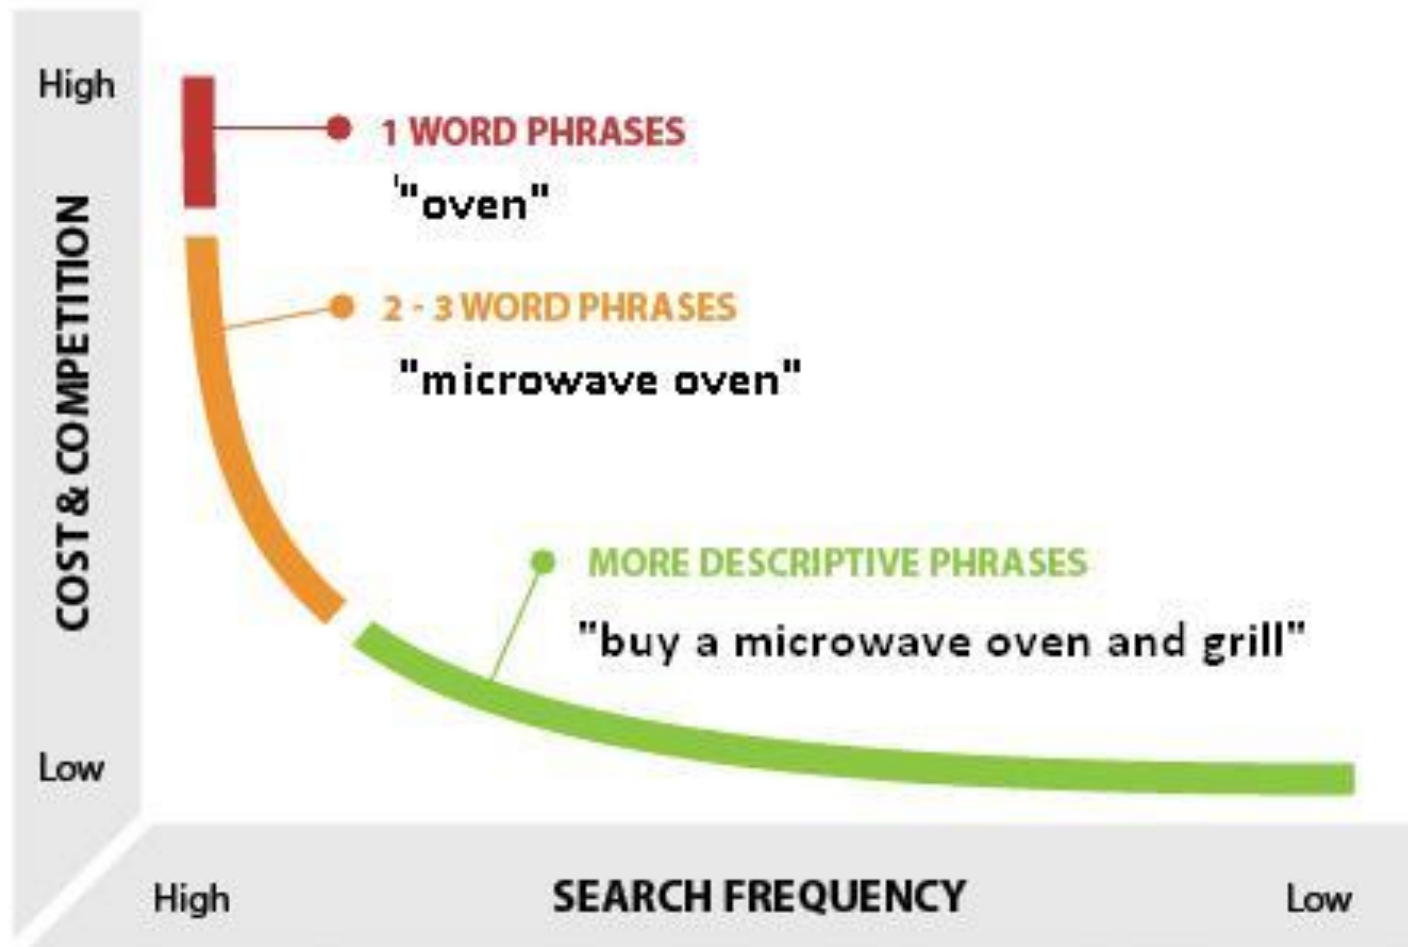 High
1 WORD PHRASES
'"oven"
2 - 3 WORD PHRASES
"microwave oven"
COST & COMPETITION
MORE DESCRIPTIVE PHRASES
"buy a microwave oven and grill"
Low
High
SEARCH FREQUENCY
Low